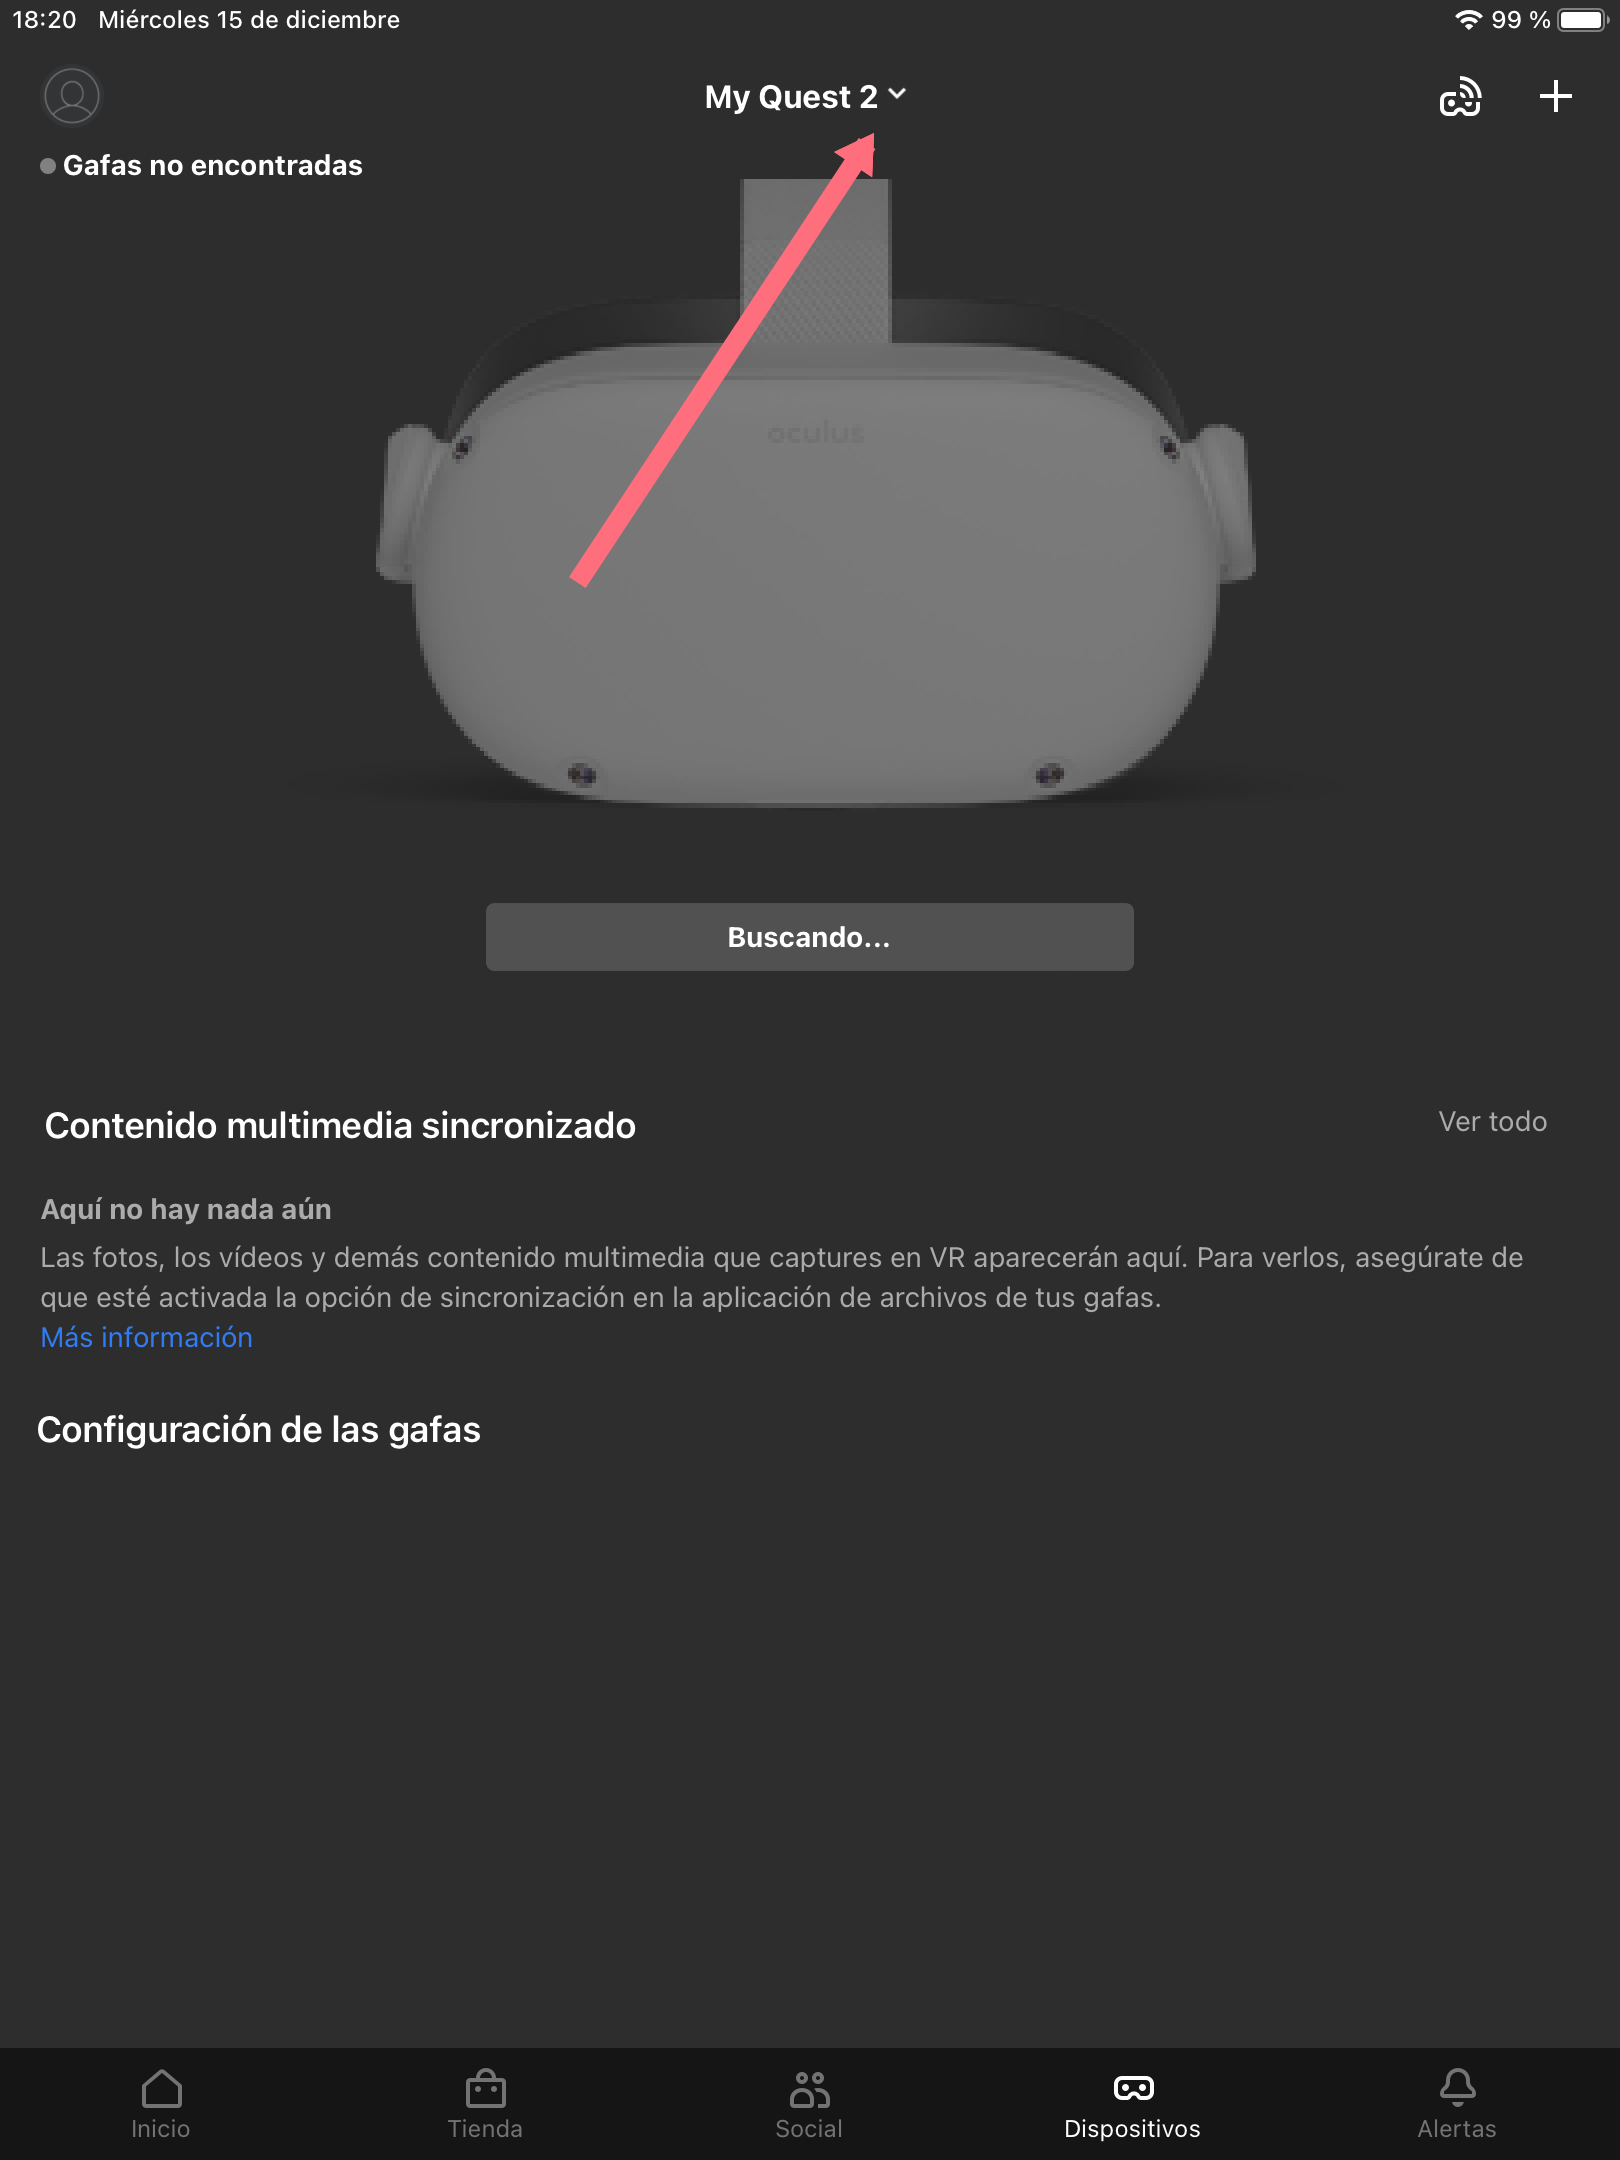 18:20 Miércoles 15 de diciembre 99 %
My Quest 2
Gafas no encontradas
oculus
Buscando...
Contenido multimedia sincronizado Ver todo
Aquí no hay nada aún
Las fotos, los vídeos y demás contenido multimedia que captures en VR aparecerán aquí. Para verlos, asegúrate de
que esté activada la opción de sincronización en la aplicación de archivos de tus gafas.
Más información
Configuración de las gafas
Inicio Tienda Social Dispositivos Alertas